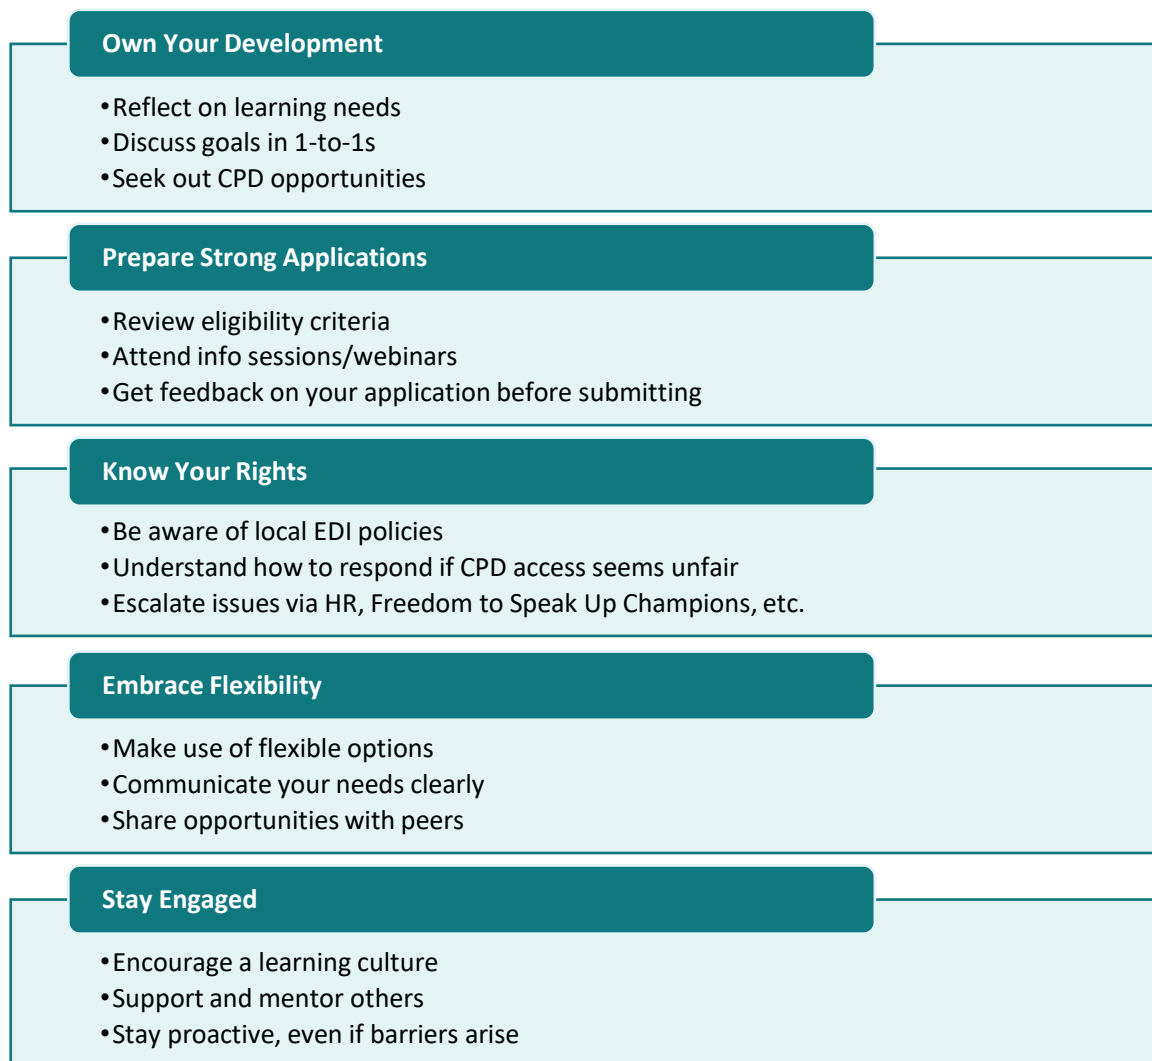 Own Your Development
•Reflect on learning needs
•Discuss goals in 1-to-1s
•Seek out CPD opportunities
Prepare Strong Applications
•Review eligibility criteria
•Attend info sessions/webinars
•Get feedback on your application before submitting
Know Your Rights
•Be aware of local EDI policies
•Understand how to respond if CPD access seems unfair
•Escalate issues via HR, Freedom to Speak Up Champions, etc.
Embrace Flexibility
•Make use of flexible options
•Communicate your needs clearly
•Share opportunities with peers
Stay Engaged
•Encourage a learning culture
•Support and mentor others
•Stay proactive, even if barriers arise